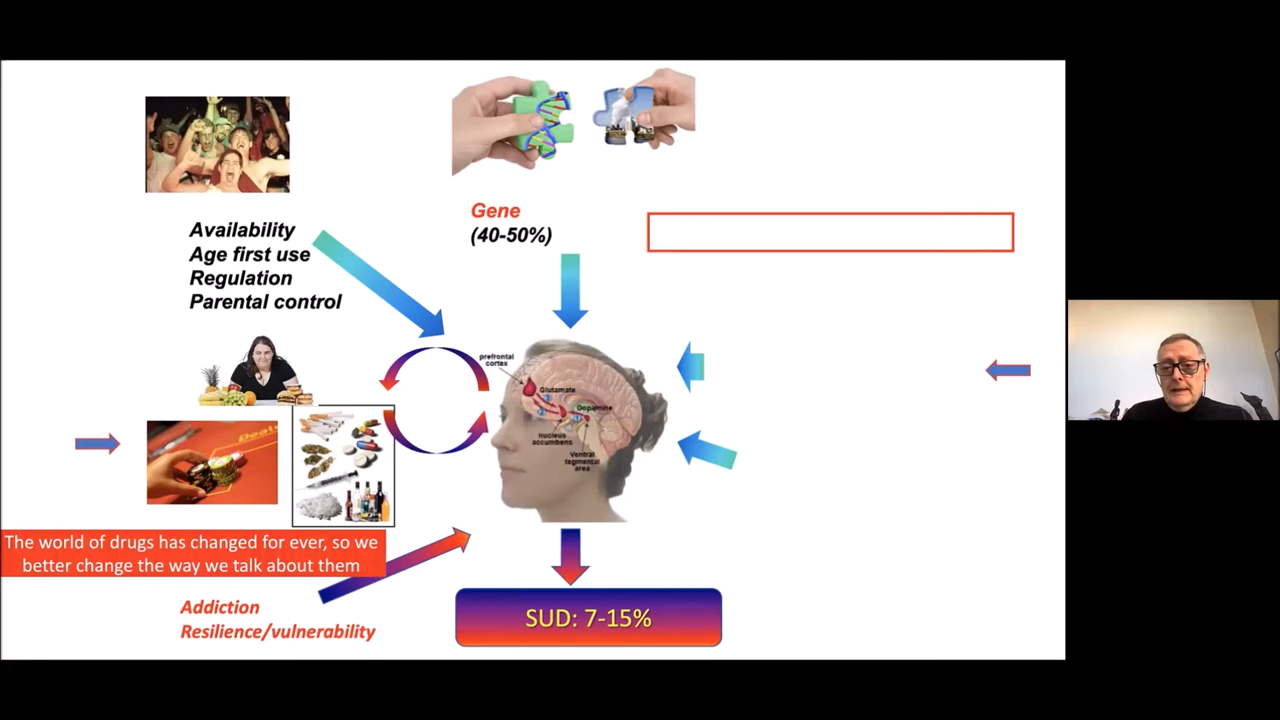 Availability
Age first use
Regulation
Parental control
Gene
(40-50%)
prefrontal
cortex
Glutamate
Dopamine
nucleus
accumbens
Ventral
tegmental
area
The world of drugs has changed for ever, so we
better change the way we talk about them
Addiction
Resilience/vulnerability
SUD: 7-15%